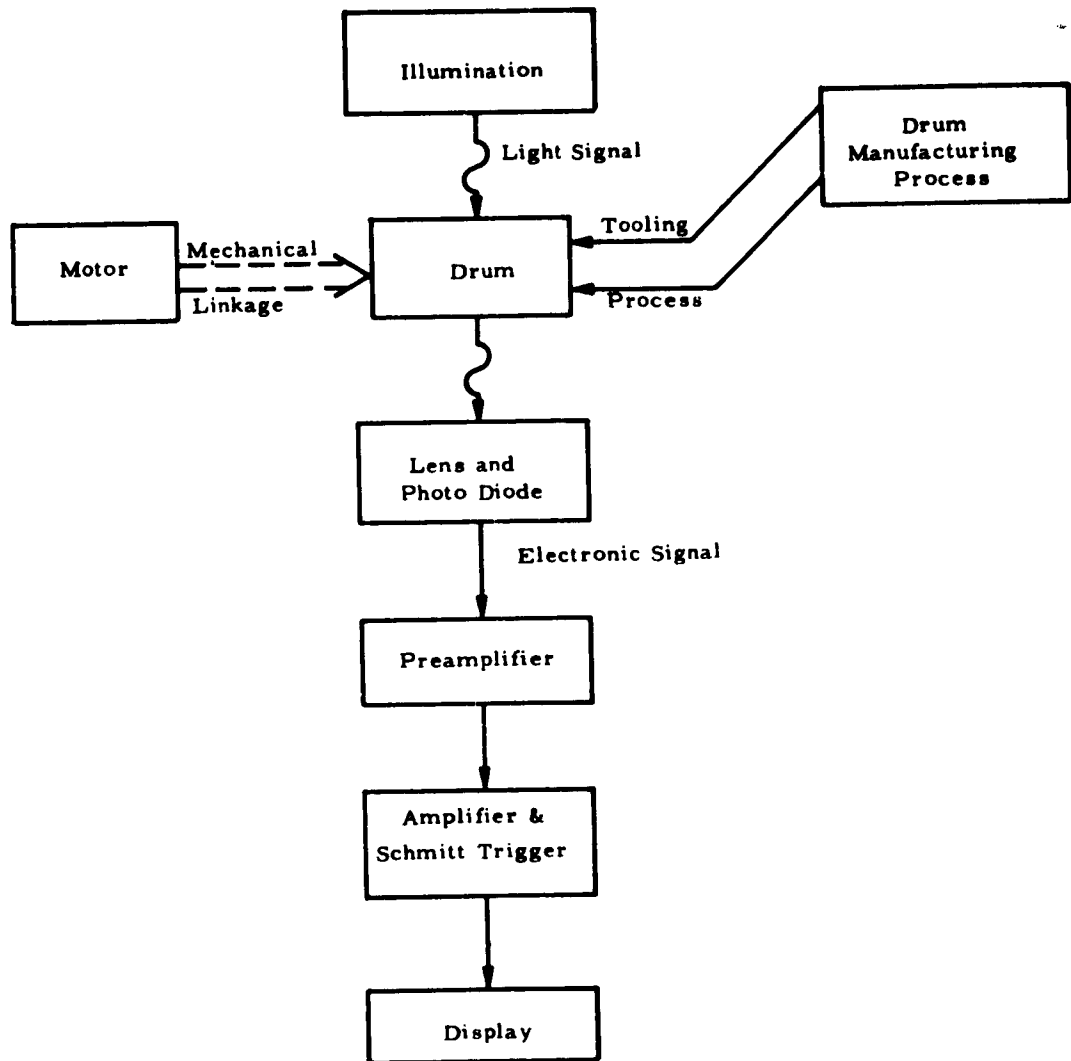 Illumination
Light Signal
Drum
Manufacturing
Process
Tooling
Process
Motor
Mechanical
Linkage
Drum
Lens and
Photo Diode
Electronic Signal
Preamplifier
Amplifier &
Schmitt Trigger
Display